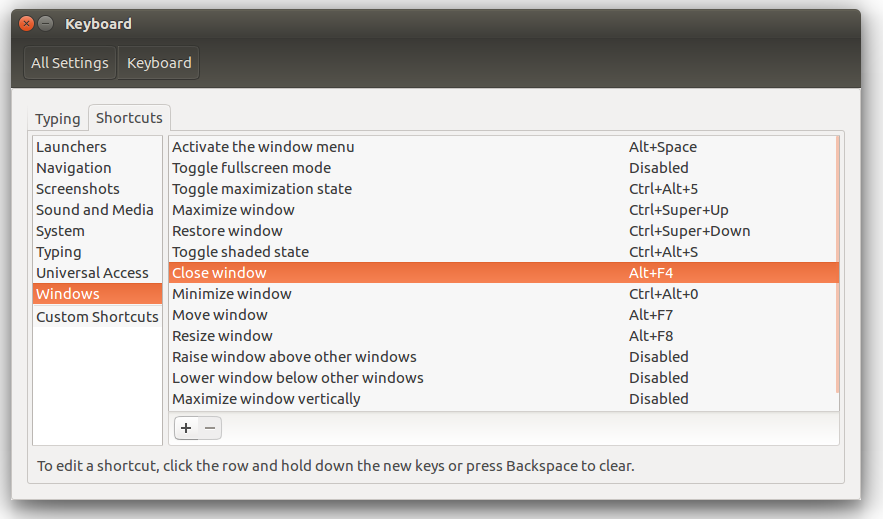 Keyboard
All Settings Keyboard
Typing Shortcuts
Launchers
Navigation
Screenshots
Sound and Media
System
Typing
Universal Access
Windows
Custom Shortcuts
Activate the window menu Alt+Space
Toggle fullscreen mode Disabled
Toggle maximization state Ctrl+Alt+5
Maximize window Ctrl+Super+Up
Restore window Ctrl+Super+Down
Toggle shaded state Ctrl+Alt+S
Close window Alt+F4
Minimize window Ctrl+Alt+0
Move window Alt+F7
Resize window Alt+F8
Raise window above other windows Disabled
Lower window below other windows Disabled
Maximize window vertically Disabled
To edit a shortcut, click the row and hold down the new keys or press Backspace to clear.